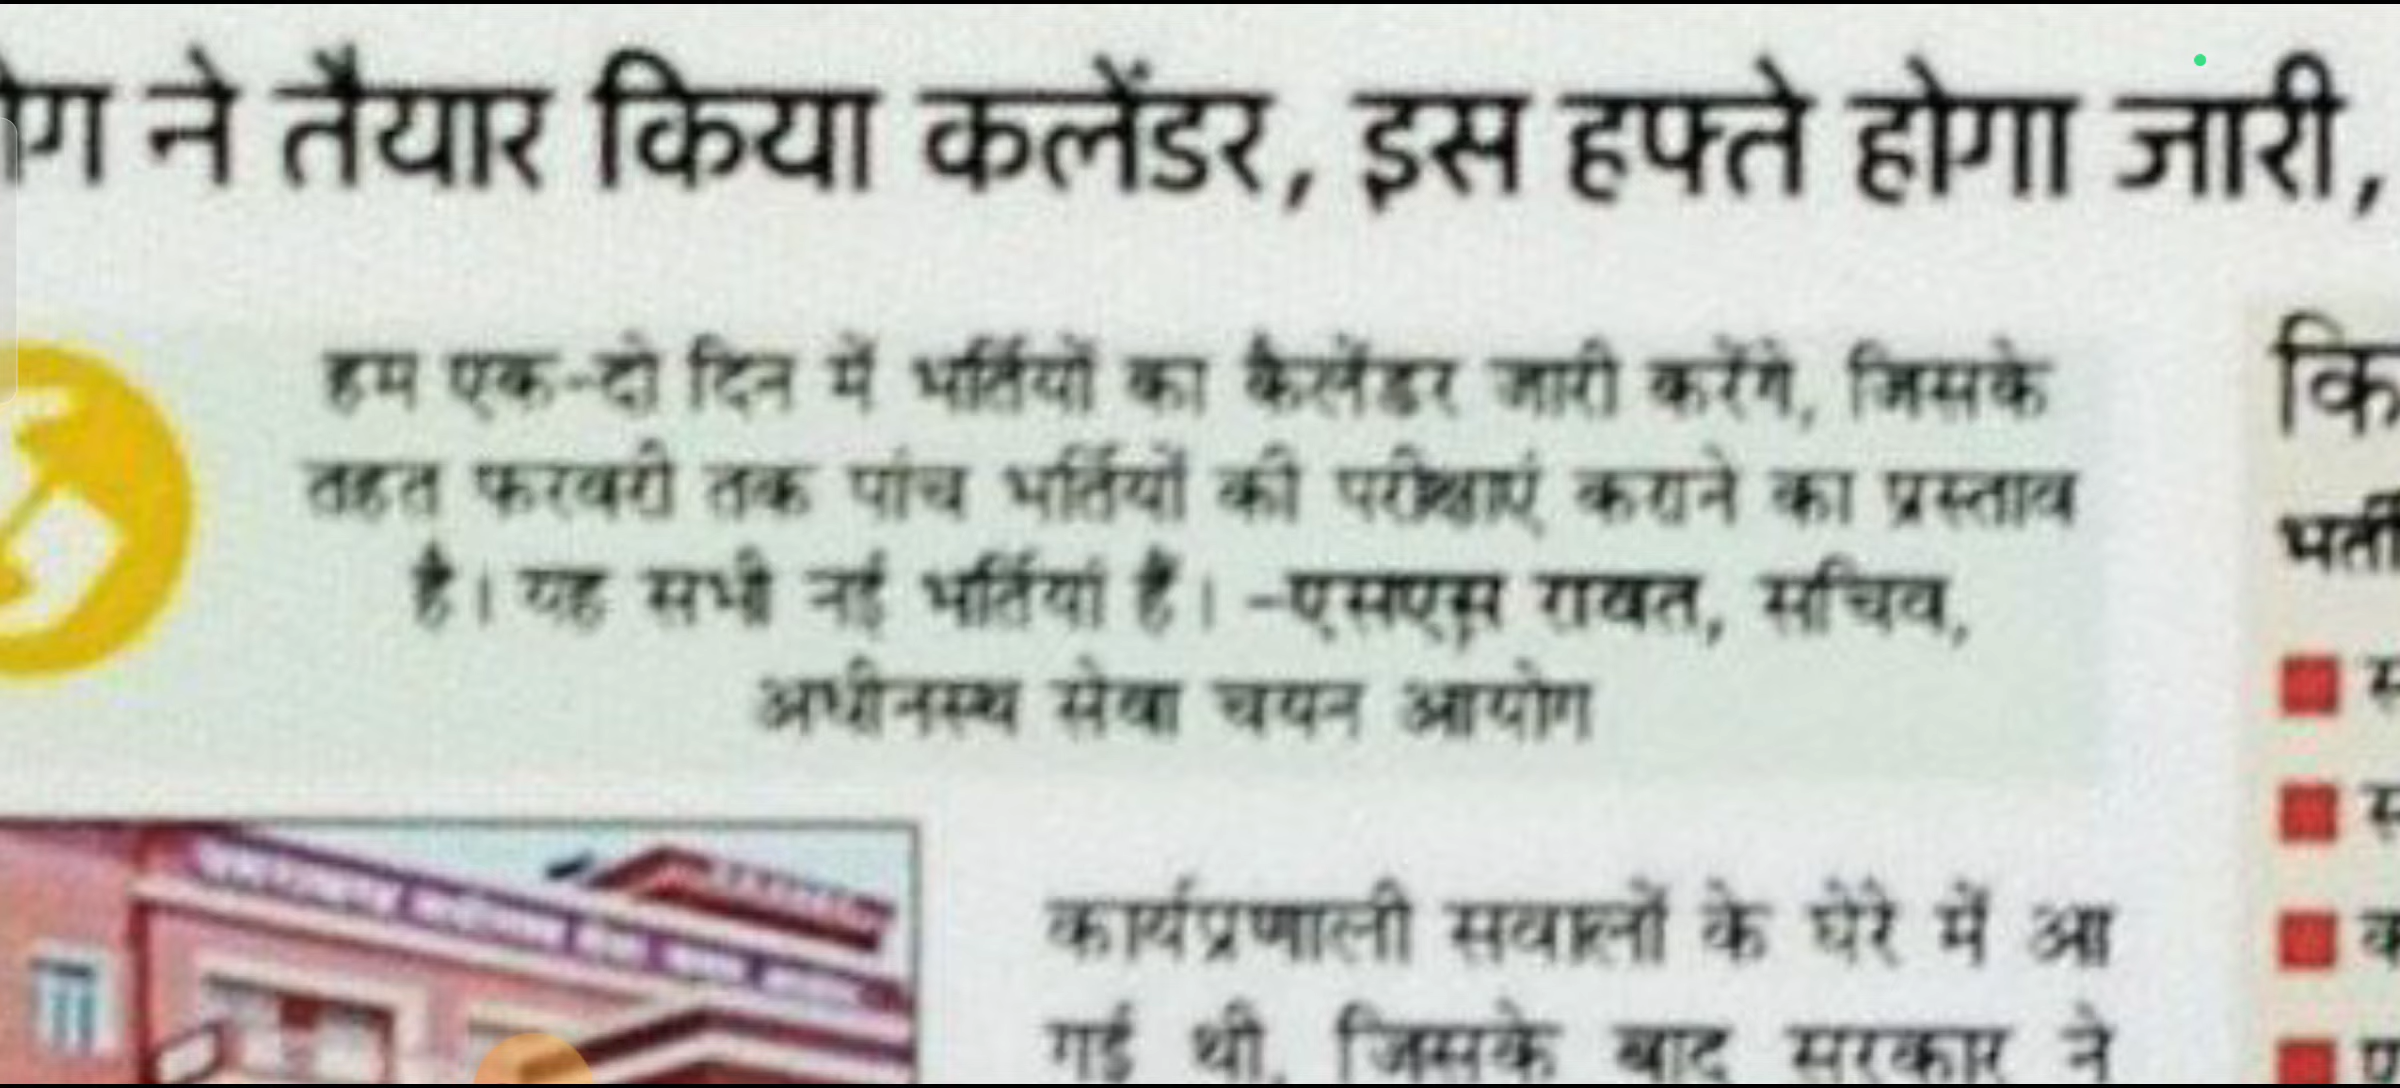 ोग ने तैयार किया कलेंडर, इस हफ्ते होगा जारी,
हम एक-दो दिन में भर्तियों का कैलेंडर जारी करेंगे, जिसके
तहत फरवरी तक पांच भर्तियों की परीक्षाएं कराने का प्रस्ताव
है। यह सभी नई भर्तियां हैं। -एसएस रावत, सचिव,
अधीनस्थ सेवा चयन आयोग
कार्यप्रणाली सवालों के घेरे में आ
गई थी, जिसके बाद सरकार ने
कि
भर्ती